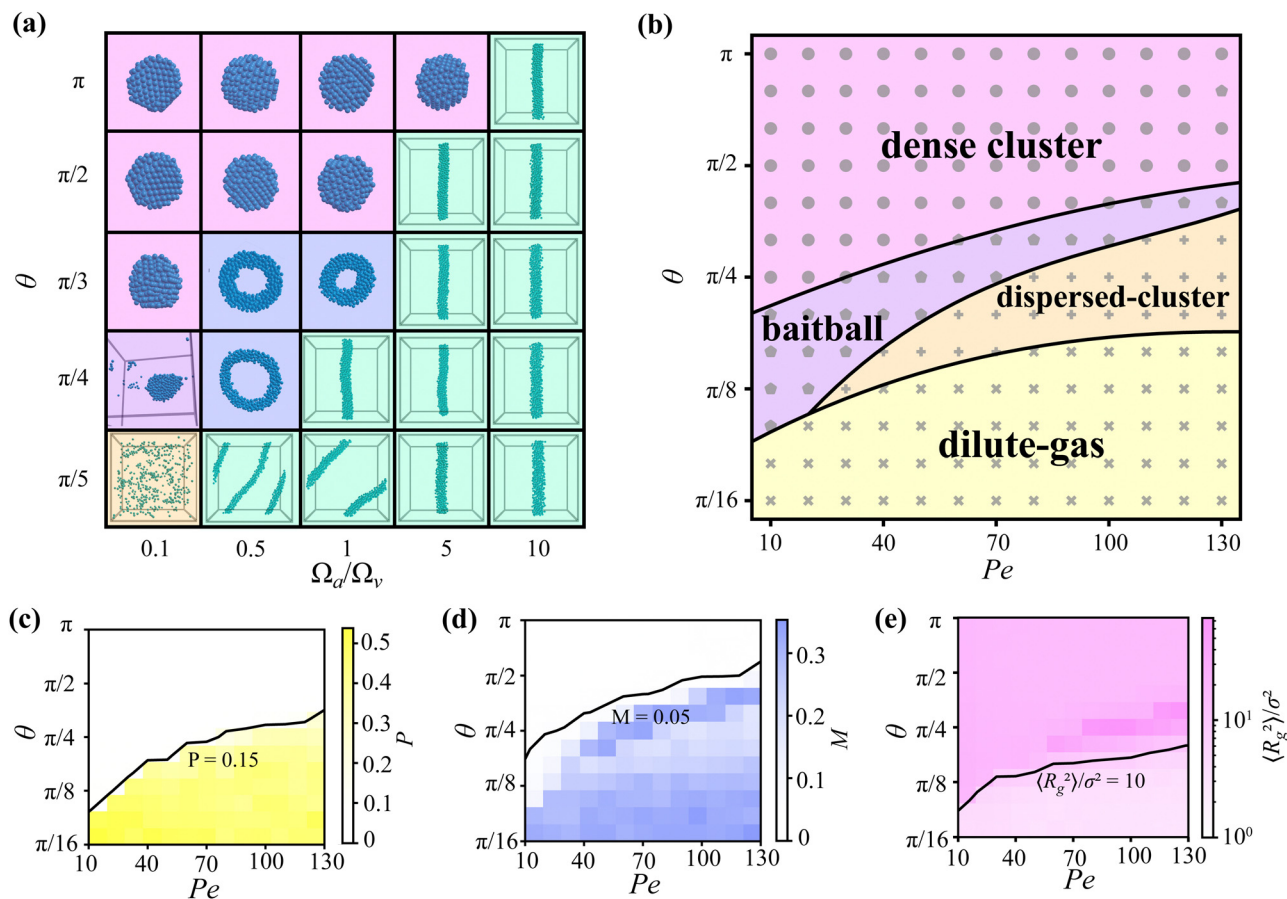 (a)
π
π/2
θ π/3
π/4
π/5
0.1 0.5 1 5 10
Ωa/Ωv
(b)
π
π/2
θ π/4
π/8
π/16
dense cluster
baitball
dispersed-cluster
dilute-gas
10 40 70 100 130
Pe
(c)
π
π/2
θ π/4
π/8
π/16
P = 0.15
10 40 70 100 130
Pe
0.5
0.4
0.3
0.2
0.1
0
P
(d)
π
π/2
θ π/4
π/8
π/16
M = 0.05
10 40 70 100 130
Pe
0.3
0.2
0.1
0
M
(e)
π
π/2
θ π/4
π/8
π/16
⟨Rg²⟩/σ² = 10
10 40 70 100 130
Pe
10¹
10⁰
⟨Rg²⟩/σ²